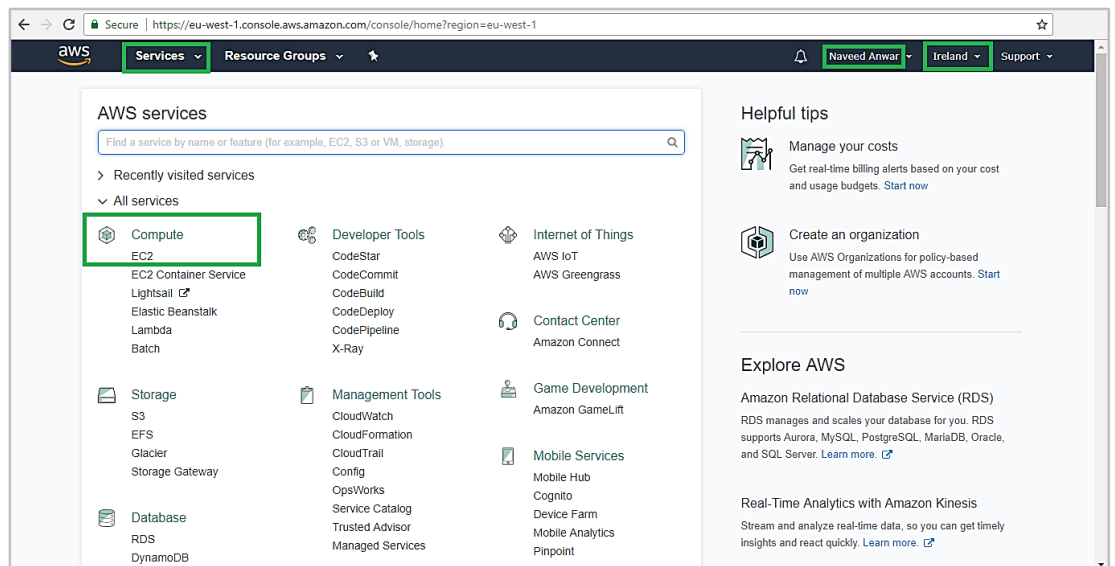 Secure | https://eu-west-1.console.aws.amazon.com/console/home?region=eu-west-1
aws
Services
Resource Groups
Naveed Anwar
Ireland
Support
AWS services
Find a service by name or feature (for example, EC2, S3 or VM, storage).
Recently visited services
All services
Compute
EC2
EC2 Container Service
Lightsail
Elastic Beanstalk
Lambda
Batch
Storage
S3
EFS
Glacier
Storage Gateway
Database
RDS
DynamoDB
Developer Tools
CodeStar
CodeCommit
CodeBuild
CodeDeploy
CodePipeline
X-Ray
Management Tools
CloudWatch
CloudFormation
CloudTrail
Config
OpsWorks
Service Catalog
Trusted Advisor
Managed Services
Internet of Things
AWS IoT
AWS Greengrass
Contact Center
Amazon Connect
Game Development
Amazon GameLift
Mobile Services
Mobile Hub
Cognito
Device Farm
Mobile Analytics
Pinpoint
Helpful tips
Manage your costs
Get real-time billing alerts based on your cost
and usage budgets. Start now
Create an organization
Use AWS Organizations for policy-based
management of multiple AWS accounts. Start
now
Explore AWS
Amazon Relational Database Service (RDS)
RDS manages and scales your database for you. RDS
supports Aurora, MySQL, PostgreSQL, MariaDB, Oracle,
and SQL Server. Learn more.
Real-Time Analytics with Amazon Kinesis
Stream and analyze real-time data, so you can get timely
insights and react quickly. Learn more.